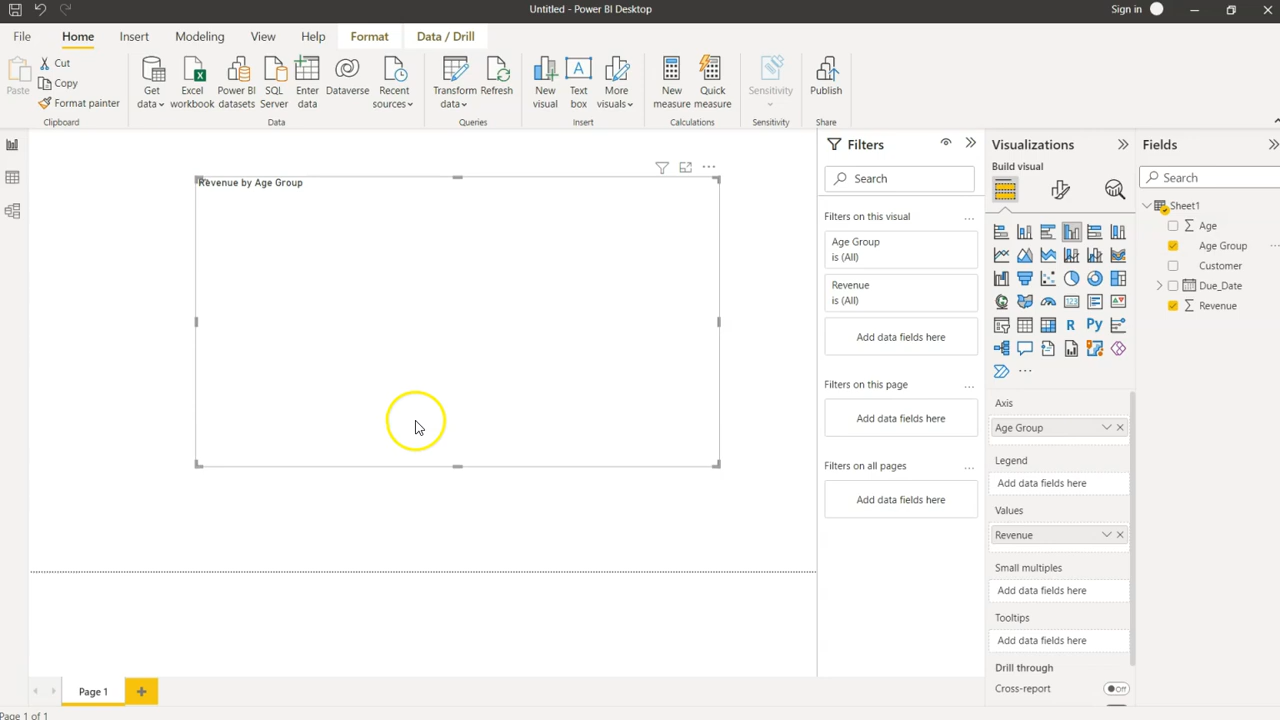 Untitled - Power BI Desktop
Sign in
File
Home
Insert
Modeling
View
Help
Format
Data / Drill
Paste
Cut
Copy
Format painter
Clipboard
Get data
Excel workbook
Power BI datasets
SQL Server
Enter data
Dataverse
Recent sources
Data
Transform data
Refresh
Queries
New visual
Text box
More visuals
Insert
New measure
Quick measure
Calculations
Sensitivity
Sensitivity
Publish
Share
Revenue by Age Group
Filters
Search
Filters on this visual
Age Group
is (All)
Revenue
is (All)
Add data fields here
Filters on this page
Add data fields here
Filters on all pages
Add data fields here
Visualizations
Build visual
R
Py
Axis
Age Group
Legend
Add data fields here
Values
Revenue
Small multiples
Add data fields here
Tooltips
Add data fields here
Drill through
Cross-report
Off
Fields
Search
Sheet1
Age
Age Group
Customer
Due_Date
Revenue
Page 1
Page 1 of 1